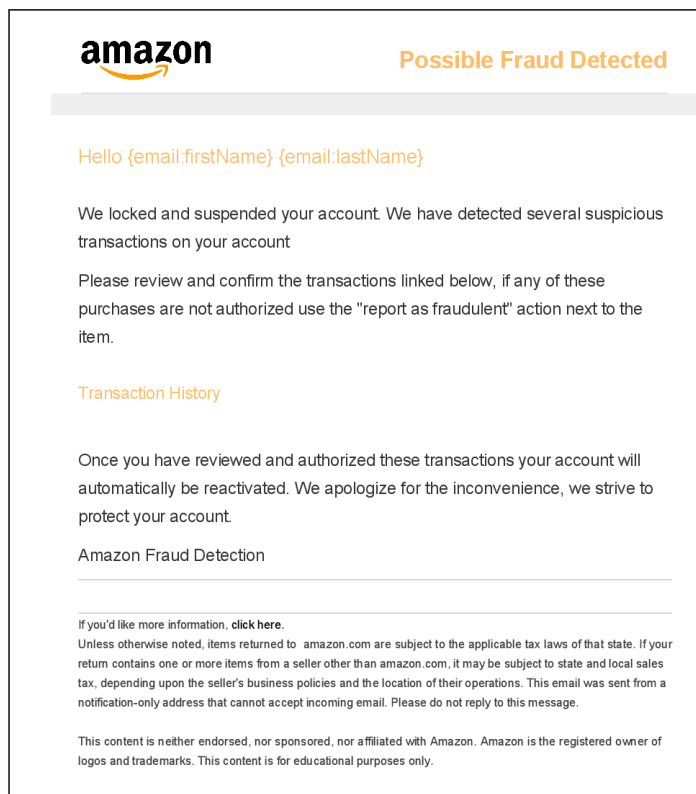 amazon
Possible Fraud Detected
Hello {email:firstName} {email:lastName}
We locked and suspended your account. We have detected several suspicious
transactions on your account
Please review and confirm the transactions linked below, if any of these
purchases are not authorized use the "report as fraudulent" action next to the
item.
Transaction History
Once you have reviewed and authorized these transactions your account will
automatically be reactivated. We apologize for the inconvenience, we strive to
protect your account.
Amazon Fraud Detection
If you'd like more information, click here.
Unless otherwise noted, items returned to amazon.com are subject to the applicable tax laws of that state. If your
return contains one or more items from a seller other than amazon.com, it may be subject to state and local sales
tax, depending upon the seller's business policies and the location of their operations. This email was sent from a
notification-only address that cannot accept incoming email. Please do not reply to this message.
This content is neither endorsed, nor sponsored, nor affiliated with Amazon. Amazon is the registered owner of
logos and trademarks. This content is for educational purposes only.